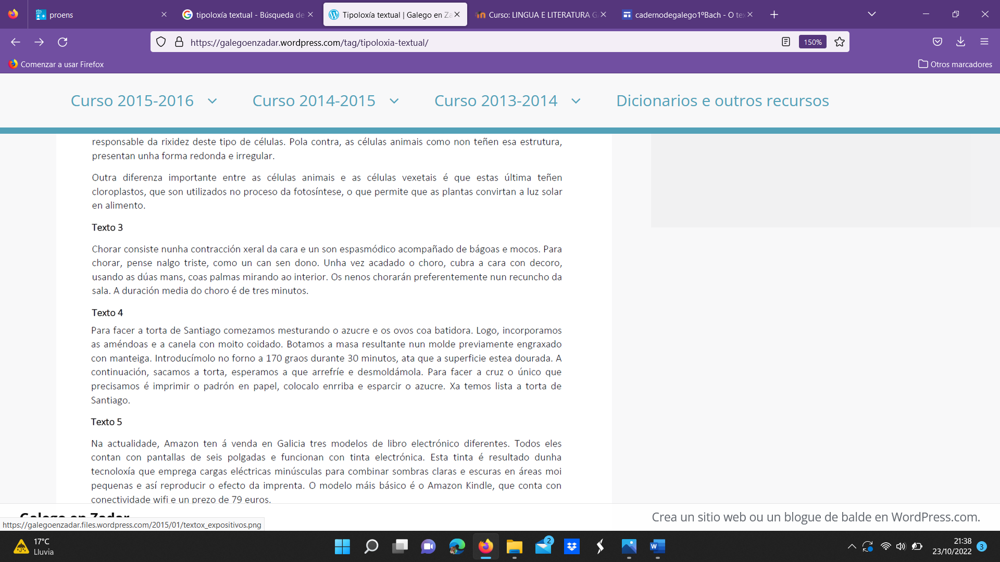 proens
tipoloxía textual - Búsqueda de
Tipoloxía textual | Galego en Za
Curso: LINGUA E LITERATURA G
cadernodegalego1ºBach - O tex
https://galegoenzadar.wordpress.com/tag/tipoloxia-textual/
150%
Comenzar a usar Firefox
Otros marcadores
Curso 2015-2016
Curso 2014-2015
Curso 2013-2014
Dicionarios e outros recursos
responsable da rixidez deste tipo de células. Pola contra, as células animais como non teñen esa estrutura,
presentan unha forma redonda e irregular.
Outra diferenza importante entre as células animais e as células vexetais é que estas última teñen
cloroplastos, que son utilizados no proceso da fotosíntese, o que permite que as plantas convirtan a luz solar
en alimento.
Texto 3
Chorar consiste nunha contracción xeral da cara e un son espasmódico acompañado de bágoas e mocos. Para
chorar, pense nalgo triste, como un can sen dono. Unha vez acadado o choro, cubra a cara con decoro,
usando as dúas mans, coas palmas mirando ao interior. Os nenos chorarán preferentemente nun recuncho da
sala. A duración media do choro é de tres minutos.
Texto 4
Para facer a torta de Santiago comezamos mesturando o azucre e os ovos coa batidora. Logo, incorporamos
as améndoas e a canela con moito coidado. Botamos a masa resultante nun molde previamente engraxado
con manteiga. Introducímolo no forno a 170 graos durante 30 minutos, ata que a superficie estea dourada. A
continuación, sacamos a torta, esperamos a que arrefríe e desmoldámola. Para facer a cruz o único que
precisamos é imprimir o padrón en papel, colocalo enrriba e esparcir o azucre. Xa temos lista a torta de
Santiago.
Texto 5
Na actualidade, Amazon ten á venda en Galicia tres modelos de libro electrónico diferentes. Todos eles
contan con pantallas de seis polgadas e funcionan con tinta electrónica. Esta tinta é resultado dunha
tecnoloxía que emprega cargas eléctricas minúsculas para combinar sombras claras e escuras en áreas moi
pequenas e así reproducir o efecto da imprenta. O modelo máis básico é o Amazon Kindle, que conta con
conectividade wifi e un prezo de 79 euros.
Galego en Zadar
Crea un sitio web ou un blogue de balde en WordPress.com.
https://galegoenzadar.files.wordpress.com/2015/01/textox_expositivos.png
17°C
Lluvia
2
21:38
23/10/2022
3